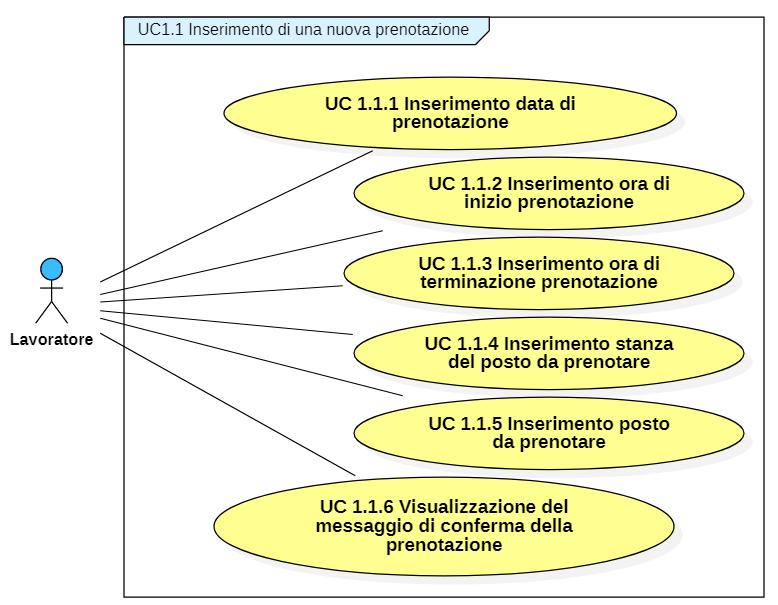 UC1.1 Inserimento di una nuova prenotazione
UC 1.1.1 Inserimento data di
prenotazione
UC 1.1.2 Inserimento ora di
inizio prenotazione
UC 1.1.3 Inserimento ora di
terminazione prenotazione
Lavoratore
UC 1.1.4 Inserimento stanza
del posto da prenotare
UC 1.1.5 Inserimento posto
da prenotare
UC 1.1.6 Visualizzazione del
messaggio di conferma della
prenotazione